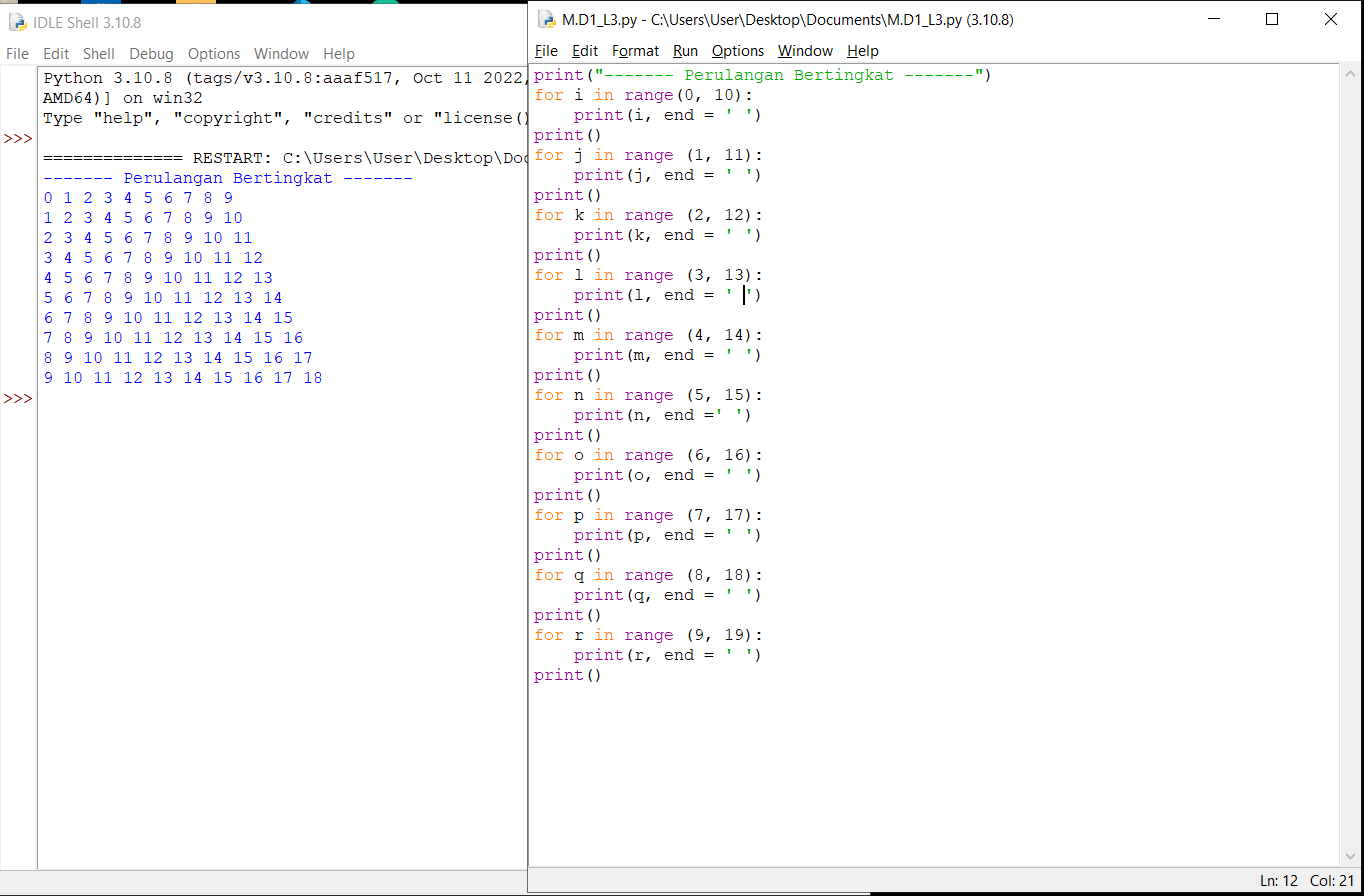 IDLE Shell 3.10.8
File Edit Shell Debug Options Window Help
Python 3.10.8 (tags/v3.10.8:aaaf517, Oct 11 2022,
AMD64)] on win32
Type "help", "copyright", "credits" or "license()
>>>
============== RESTART: C:\Users\User\Desktop\Doc
------- Perulangan Bertingkat -------
0 1 2 3 4 5 6 7 8 9
1 2 3 4 5 6 7 8 9 10
2 3 4 5 6 7 8 9 10 11
3 4 5 6 7 8 9 10 11 12
4 5 6 7 8 9 10 11 12 13
5 6 7 8 9 10 11 12 13 14
6 7 8 9 10 11 12 13 14 15
7 8 9 10 11 12 13 14 15 16
8 9 10 11 12 13 14 15 16 17
9 10 11 12 13 14 15 16 17 18
>>>
M.D1_L3.py - C:\Users\User\Desktop\Documents\M.D1_L3.py (3.10.8)
File Edit Format Run Options Window Help
print("------- Perulangan Bertingkat -------")
for i in range(0, 10):
    print(i, end = ' ')
print()
for j in range (1, 11):
    print(j, end = ' ')
print()
for k in range (2, 12):
    print(k, end = ' ')
print()
for l in range (3, 13):
    print(l, end = ' ')
print()
for m in range (4, 14):
    print(m, end = ' ')
print()
for n in range (5, 15):
    print(n, end =' ')
print()
for o in range (6, 16):
    print(o, end = ' ')
print()
for p in range (7, 17):
    print(p, end = ' ')
print()
for q in range (8, 18):
    print(q, end = ' ')
print()
for r in range (9, 19):
    print(r, end = ' ')
print()
Ln: 12 Col: 21